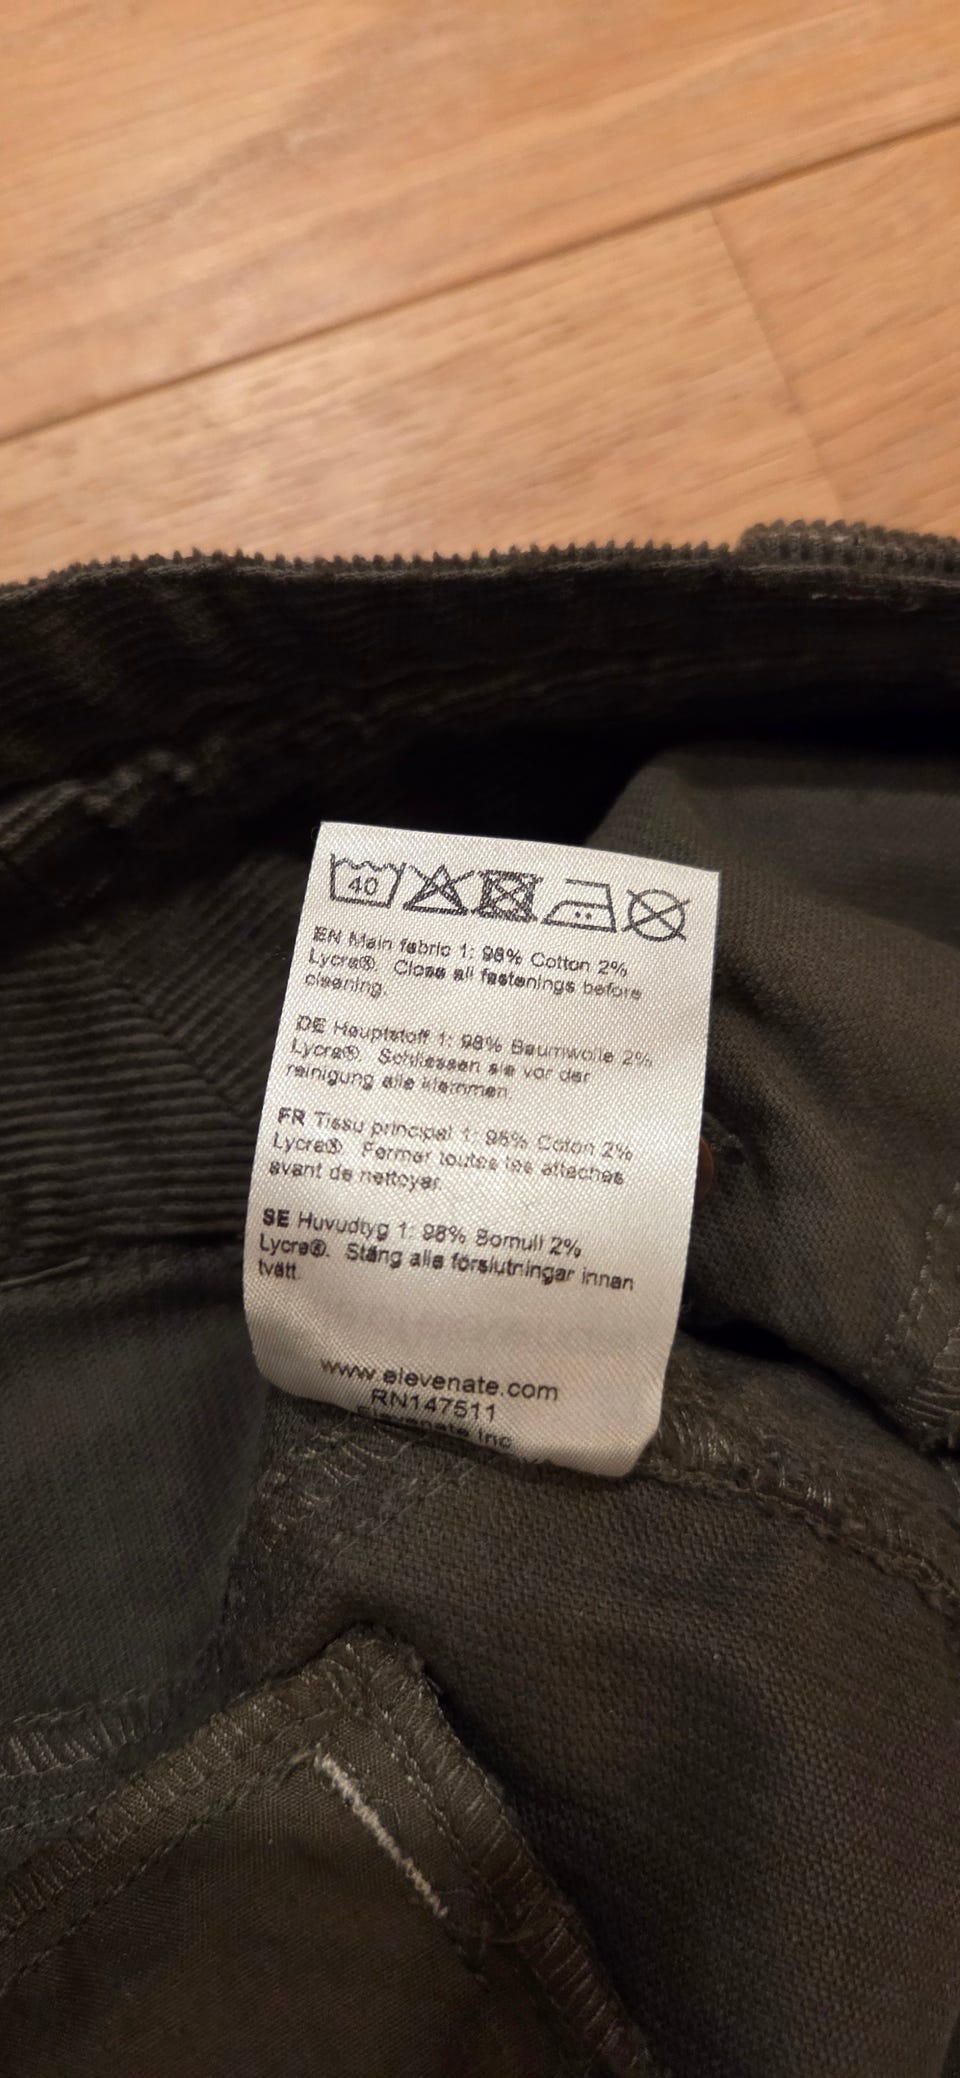 40
EN Main fabric 1: 98% Cotton 2%
Lycra®. Close all fastenings before
cleaning.
DE Hauptstoff 1: 98% Baumwolle 2%
Lycra®. Schliessen sie vor der
reinigung alle klammen.
FR Tissu principal 1: 98% Coton 2%
Lycra®. Fermer toutes les attaches
avant de nettoyer.
SE Huvudtyg 1: 98% Bomull 2%
Lycra®. Stäng alla förslutningar innan
tvätt.
www.elevenate.com
RN147511
Elevenate Inc